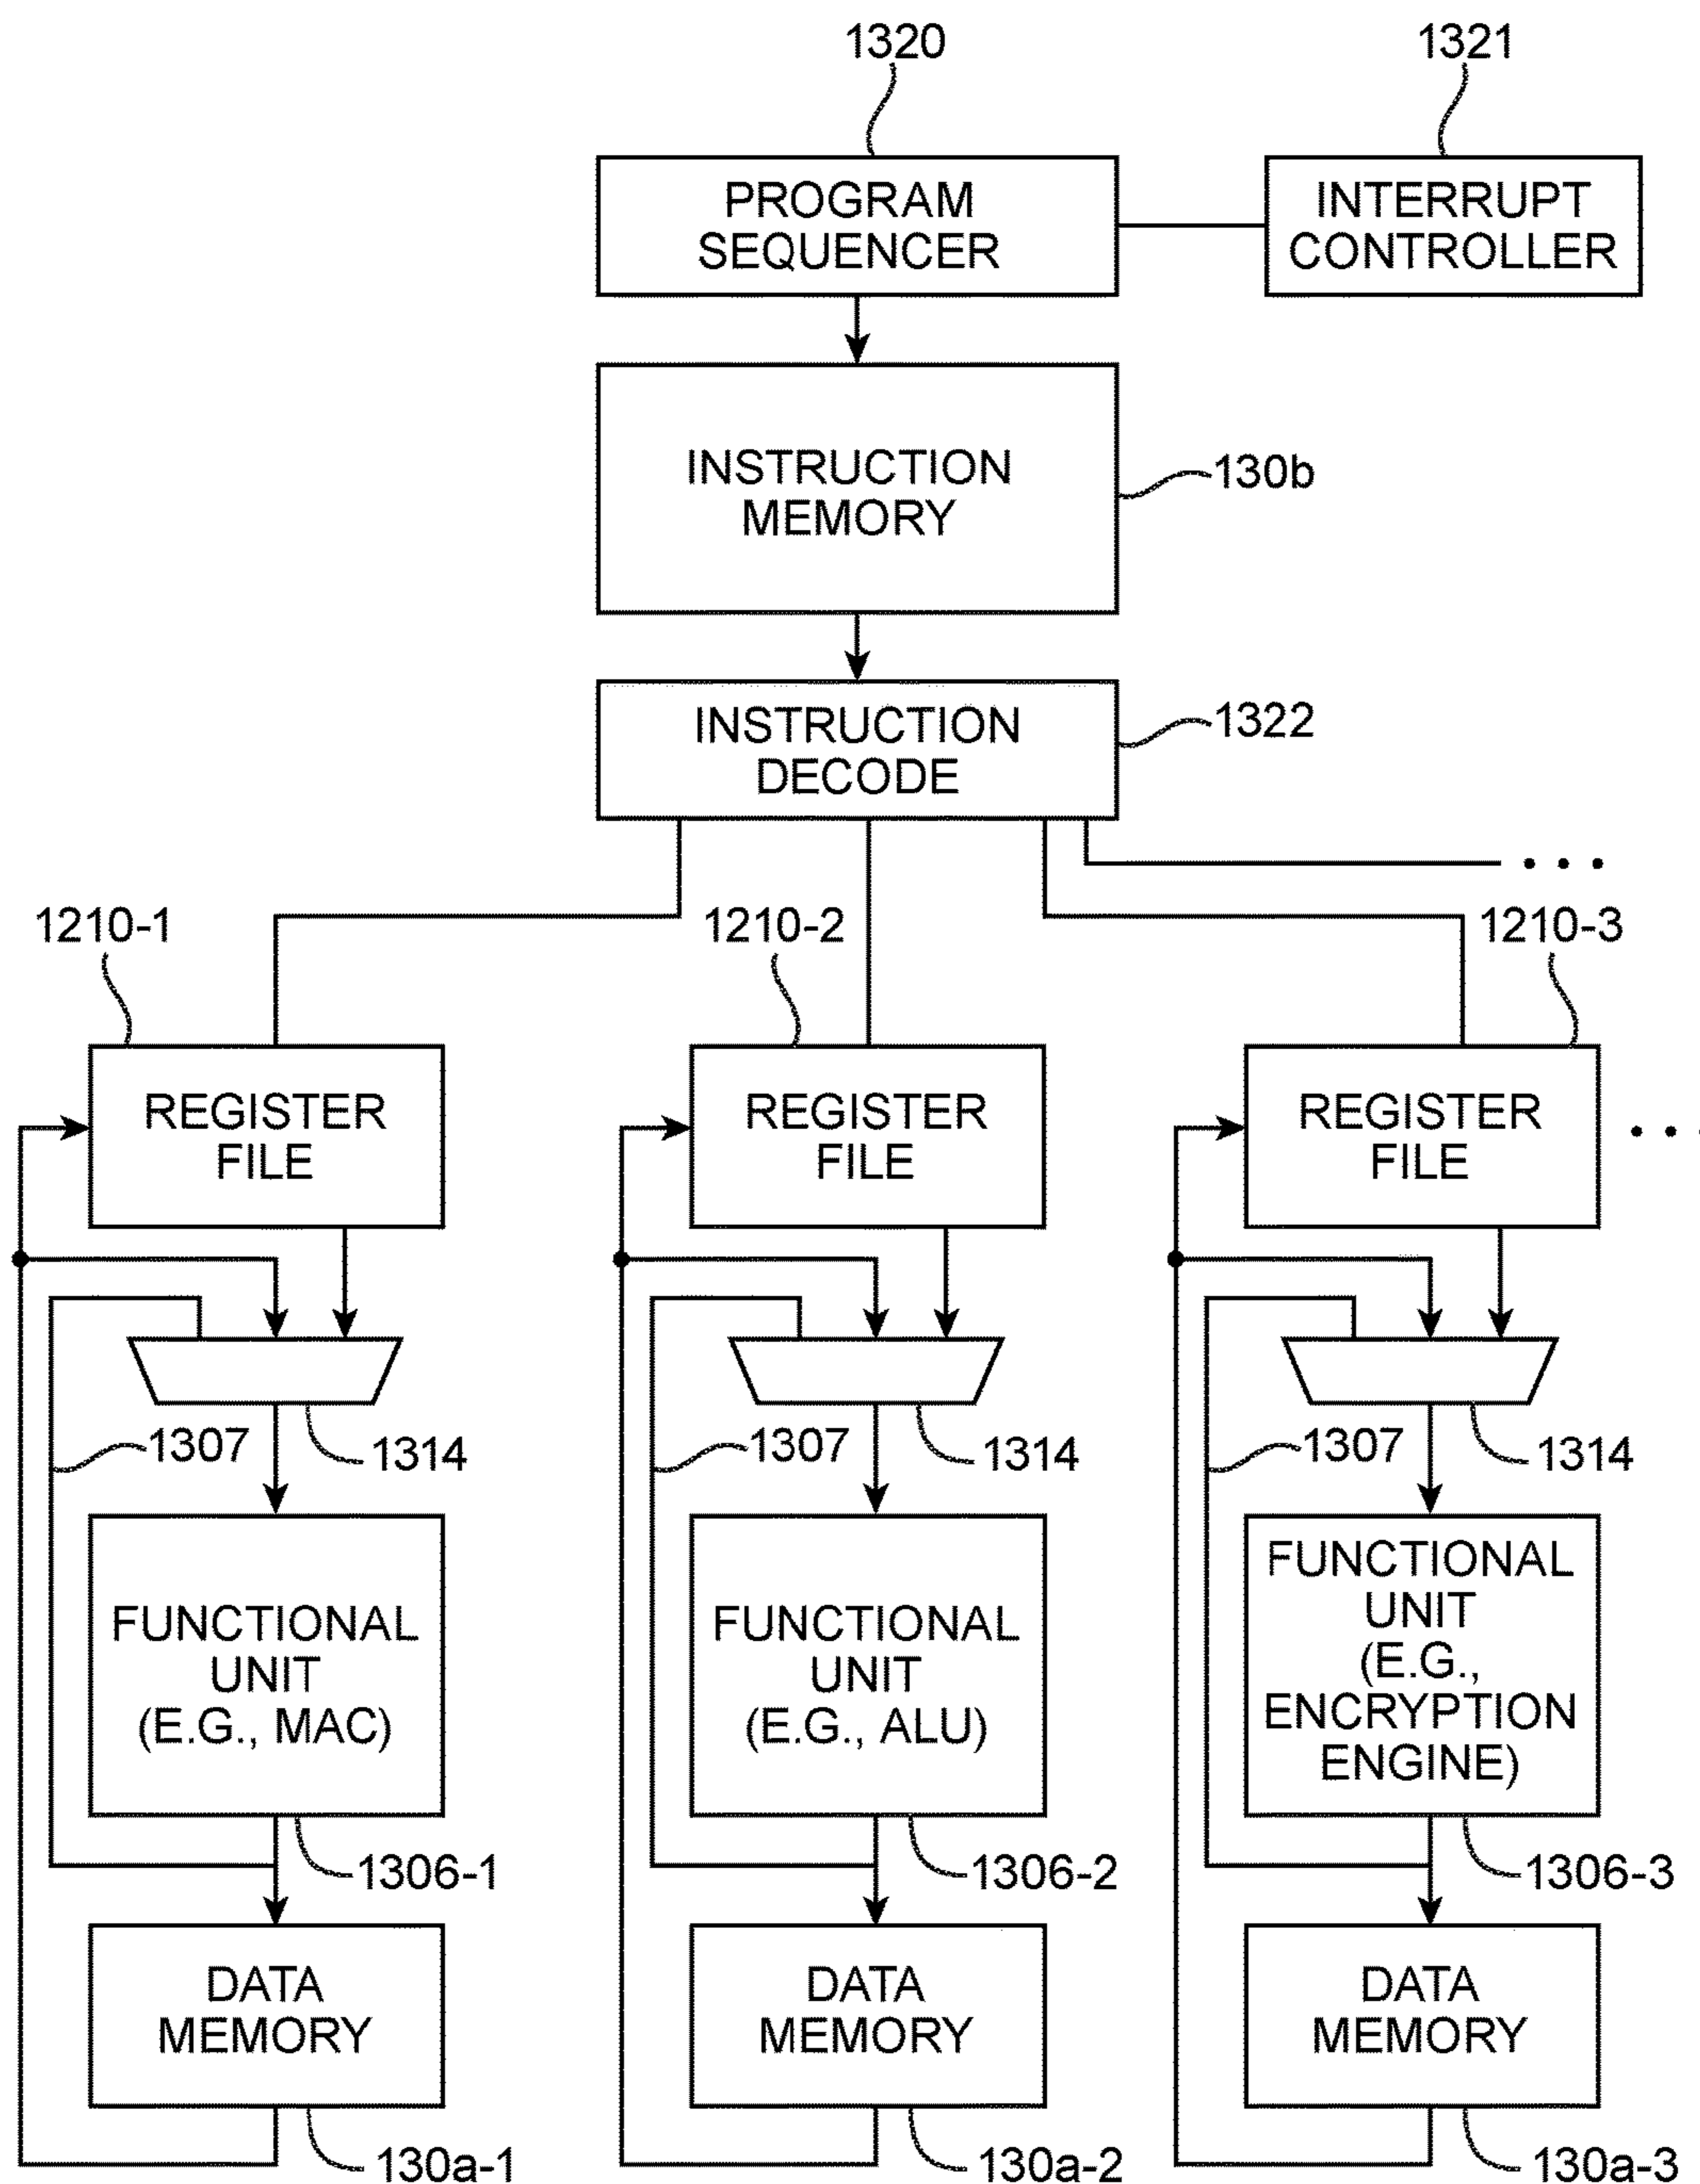 1320
1321
PROGRAM
SEQUENCER
INTERRUPT
CONTROLLER
INSTRUCTION
MEMORY
130b
INSTRUCTION
DECODE
1322
. . .
1210-1
1210-2
1210-3
REGISTER
FILE
REGISTER
FILE
REGISTER
FILE
. . .
1307
1314
1307
1314
1307
1314
FUNCTIONAL
UNIT
(E.G., MAC)
FUNCTIONAL
UNIT
(E.G., ALU)
FUNCTIONAL
UNIT
(E.G.,
ENCRYPTION
ENGINE)
1306-1
1306-2
1306-3
DATA
MEMORY
DATA
MEMORY
DATA
MEMORY
130a-1
130a-2
130a-3